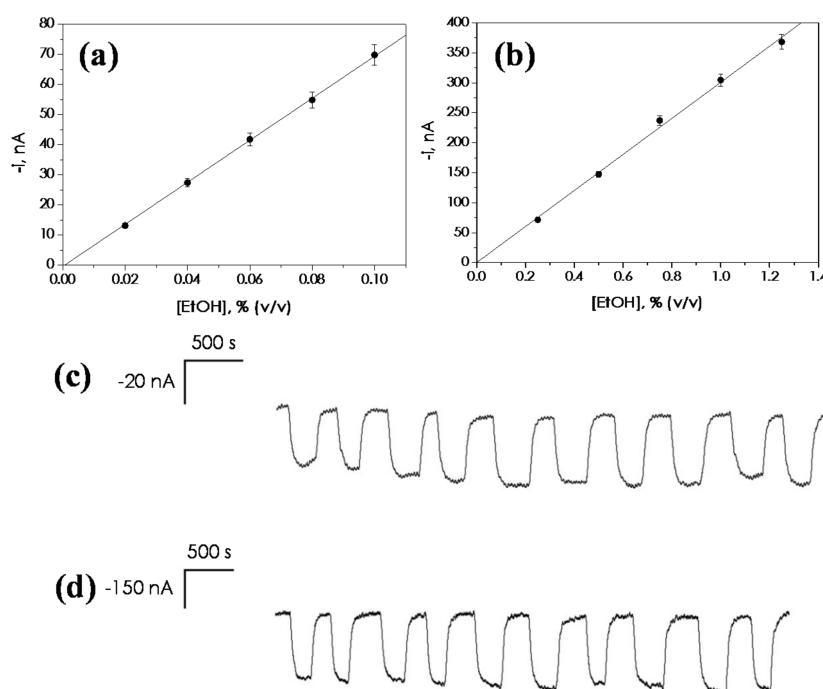 (a)
80
70
60
50
40
30
20
10
0
-i, nA
0.00 0.02 0.04 0.06 0.08 0.10
[EtOH], % (v/v)
(b)
400
350
300
250
200
150
100
50
0
-i, nA
0.0 0.2 0.4 0.6 0.8 1.0 1.2 1.4
[EtOH], % (v/v)
(c)
500 s
-20 nA
(d)
500 s
-150 nA